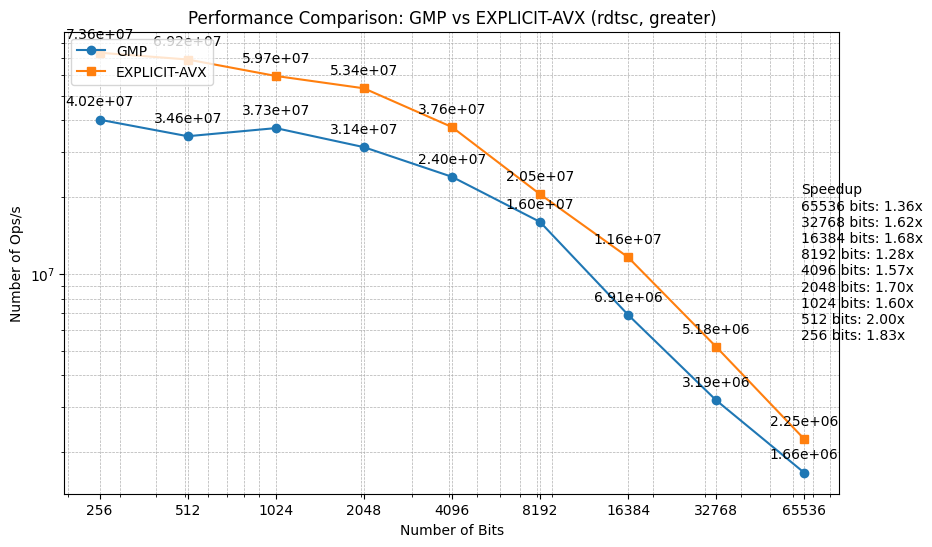 Performance Comparison: GMP vs EXPLICIT-AVX (rdtsc, greater)
7.36e+07
6.92e+07
5.97e+07
5.34e+07
3.76e+07
2.05e+07
1.16e+07
5.18e+06
2.25e+06
GMP
EXPLICIT-AVX
4.02e+07
3.46e+07
3.73e+07
3.14e+07
2.40e+07
1.60e+07
6.91e+06
3.19e+06
1.66e+06
Speedup
65536 bits: 1.36x
32768 bits: 1.62x
16384 bits: 1.68x
8192 bits: 1.28x
4096 bits: 1.57x
2048 bits: 1.70x
1024 bits: 1.60x
512 bits: 2.00x
256 bits: 1.83x
Number of Ops/s
10⁷
256 512 1024 2048 4096 8192 16384 32768 65536
Number of Bits